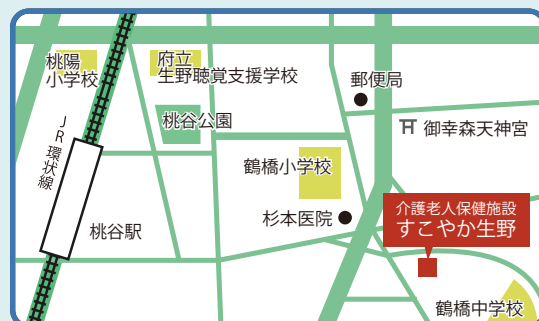 桃陽
小学校
府立
生野聴覚支援学校
郵便局
桃谷公園
御幸森天神宮
JR環状線
鶴橋小学校
介護老人保健施設
すこやか生野
杉本医院
桃谷駅
鶴橋中学校